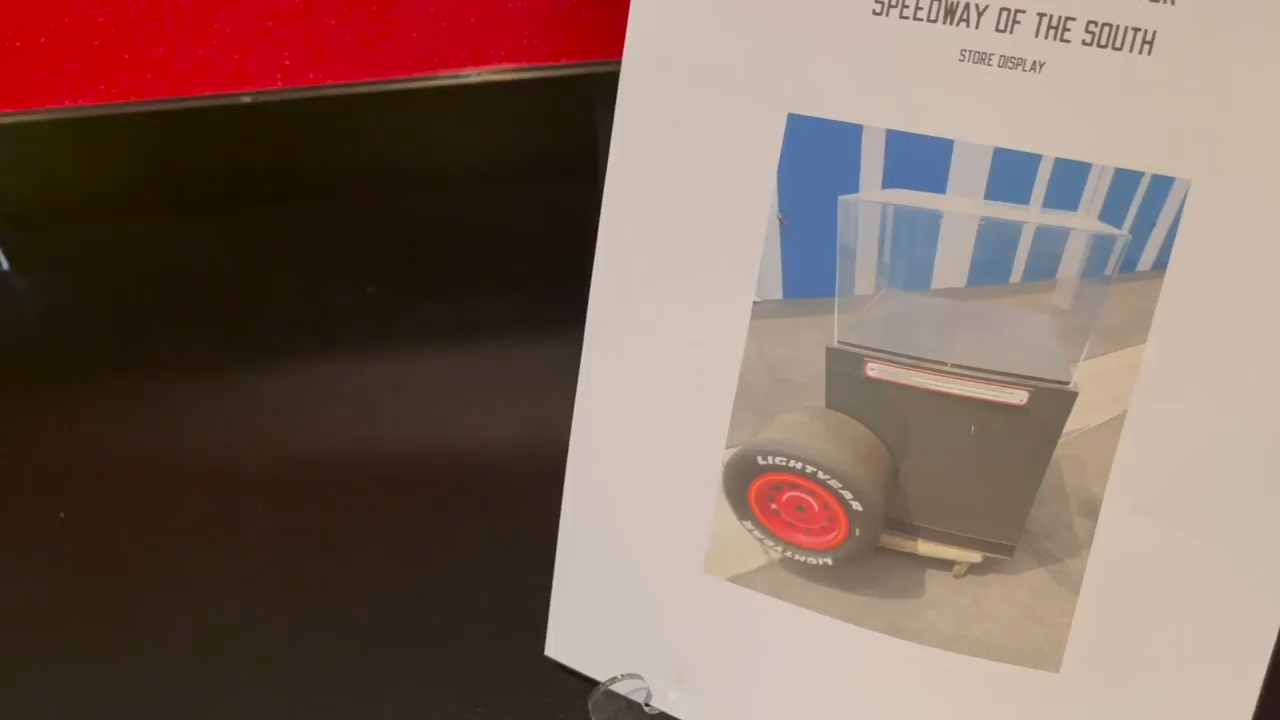 SPEEDWAY OF THE SOUTH
STORE DISPLAY
LIGHTYEAR
LIGHTYEAR